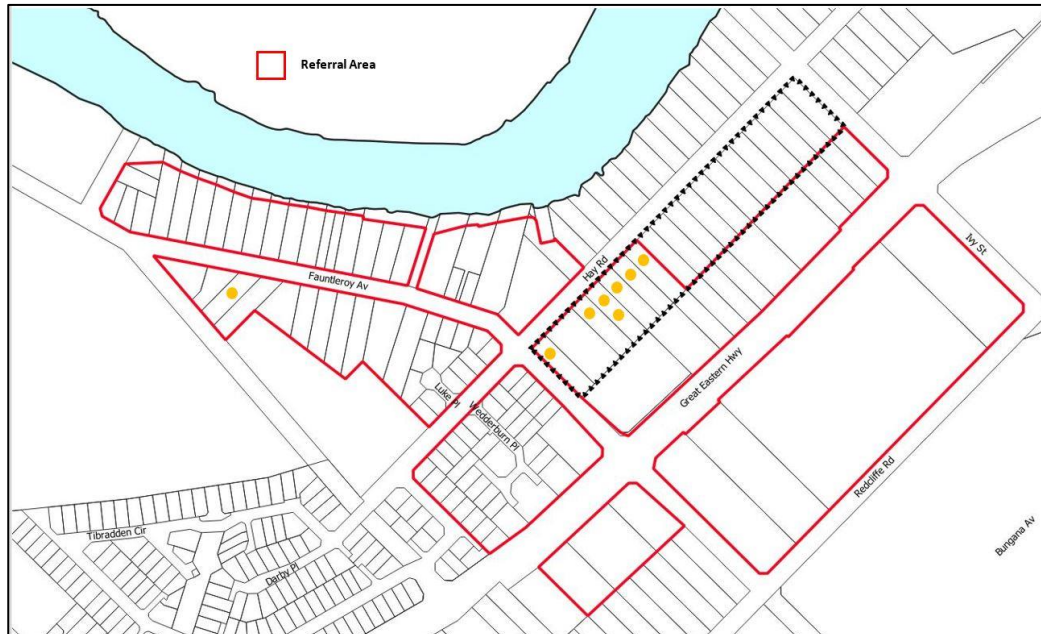 Referral Area
Ivy St
Hay Rd
Fauntleroy Av
Great Eastern Hwy
Luke Pl
Wedderburn Pl
Redcliffe Rd
Tibradden Cir
Bungana Av
Darby Pl